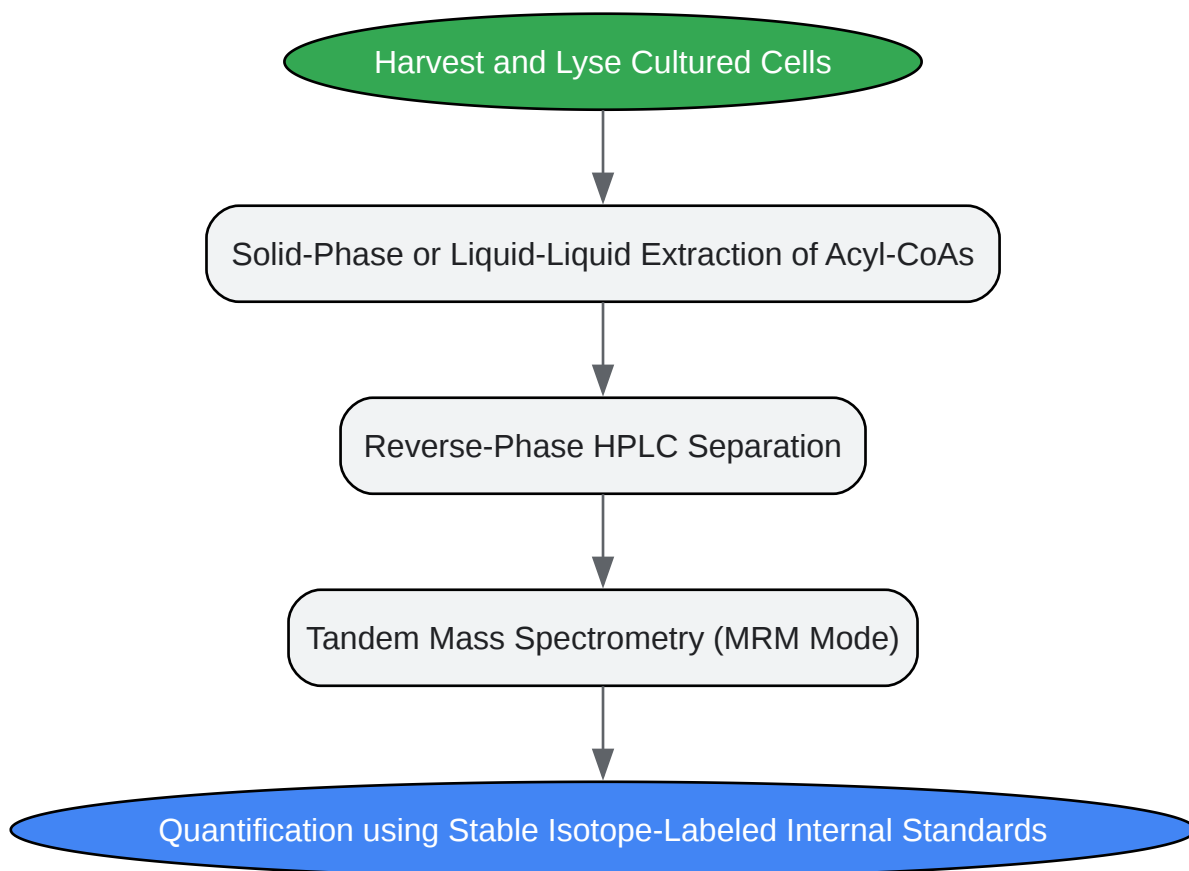 Harvest and Lyse Cultured Cells
Solid-Phase or Liquid-Liquid Extraction of Acyl-CoAs
Reverse-Phase HPLC Separation
Tandem Mass Spectrometry (MRM Mode)
Quantification using Stable Isotope-Labeled Internal Standards